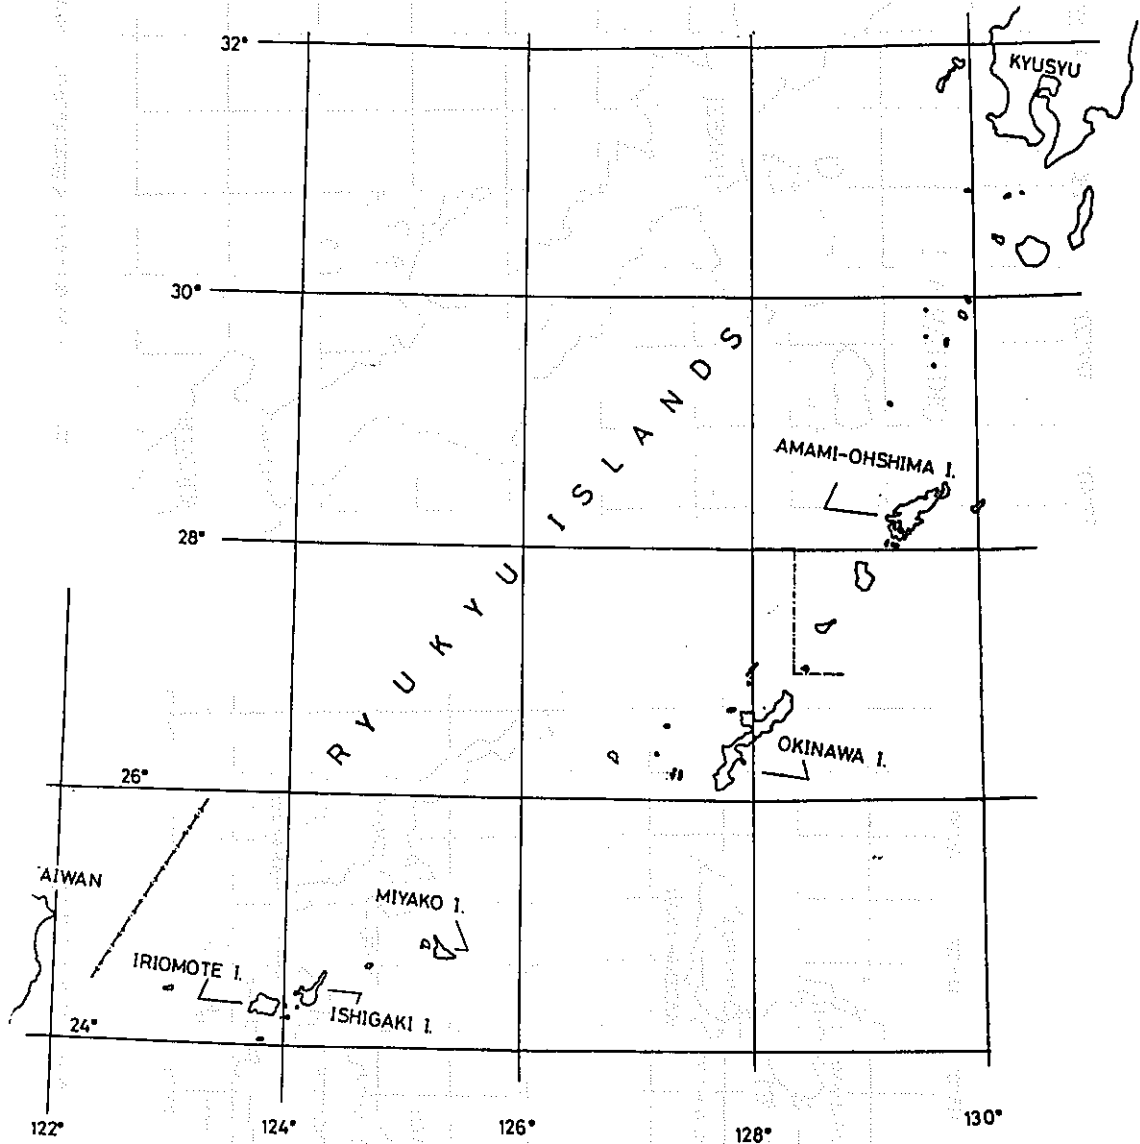 32°
KYUSYU
30°
RYUKYU ISLANDS
AMAMI-OHSHIMA I.
28°
OKINAWA I.
26°
AIWAN
MIYAKO I.
IRIOMOTE I.
ISHIGAKI I.
24°
122°
124°
126°
128°
130°